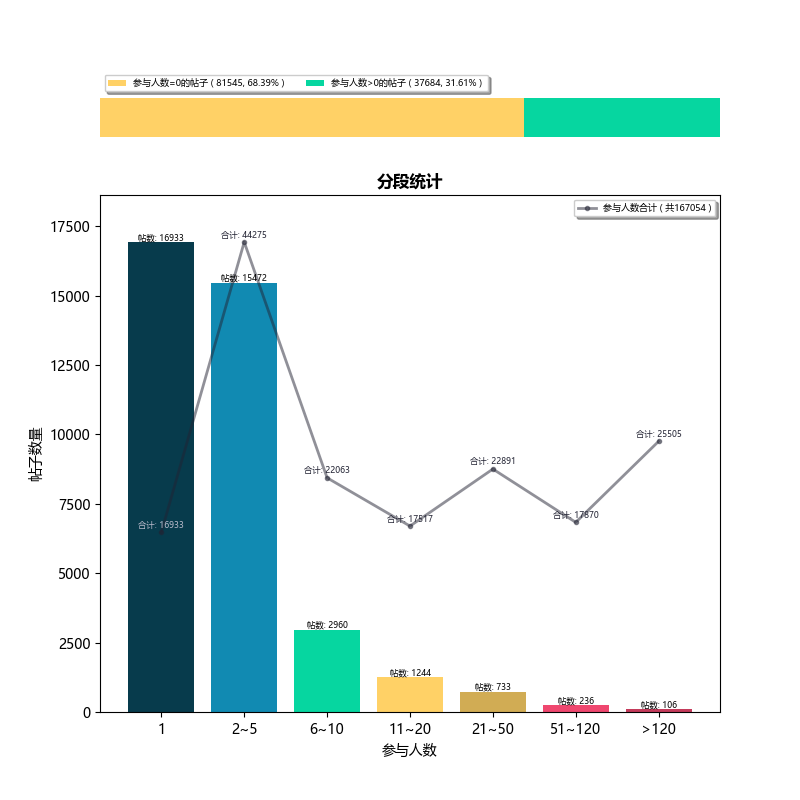 参与人数=0的帖子 ( 81545, 68.39% ) 参与人数>0的帖子 ( 37684, 31.61% )
分段统计
参与人数合计 ( 共167054 )
帖子数量
17500
15000
12500
10000
7500
5000
2500
0
帖数: 16933
帖数: 15472
帖数: 2960
帖数: 1244
帖数: 733
帖数: 236
帖数: 106
合计: 16933
合计: 44275
合计: 22063
合计: 17517
合计: 22891
合计: 17870
合计: 25505
1 2~5 6~10 11~20 21~50 51~120 >120
参与人数